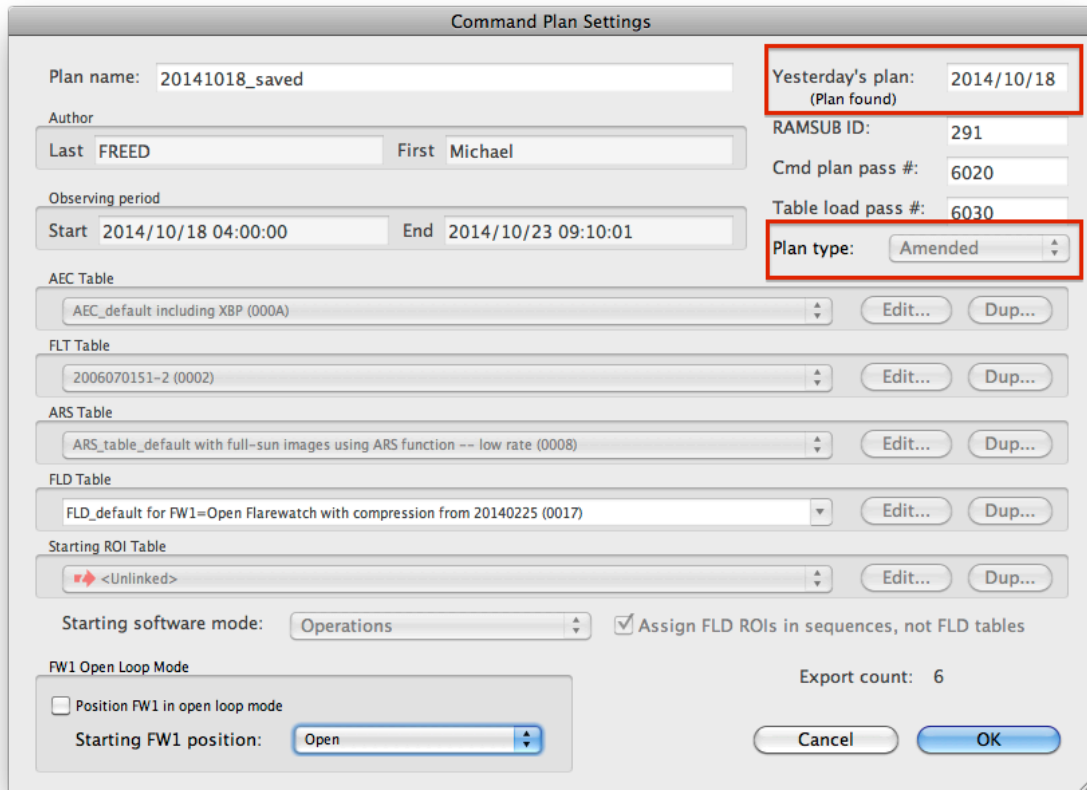 Command Plan Settings
Plan name: 20141018_saved
Yesterday's plan: 2014/10/18
(Plan found)
Author
Last FREED First Michael
RAMSUB ID: 291
Cmd plan pass #: 6020
Observing period
Start 2014/10/18 04:00:00 End 2014/10/23 09:10:01
Table load pass #: 6030
Plan type: Amended
AEC Table
AEC_default including XBP (000A) Edit... Dup...
FLT Table
2006070151-2 (0002) Edit... Dup...
ARS Table
ARS_table_default with full-sun images using ARS function -- low rate (0008) Edit... Dup...
FLD Table
FLD_default for FW1=Open Flarewatch with compression from 20140225 (0017) Edit... Dup...
Starting ROI Table
<Unlinked> Edit... Dup...
Starting software mode: Operations Assign FLD ROIs in sequences, not FLD tables
FW1 Open Loop Mode
Export count: 6
Position FW1 in open loop mode
Starting FW1 position: Open
Cancel OK